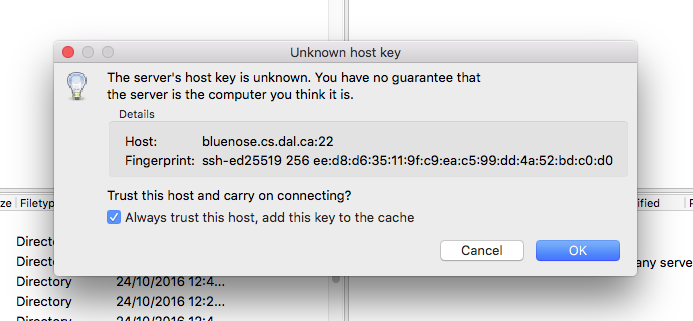 Unknown host key
The server's host key is unknown. You have no guarantee that
the server is the computer you think it is.
Details
Host: bluenose.cs.dal.ca:22
Fingerprint: ssh-ed25519 256 ee:d8:d6:35:11:9f:c9:ea:c5:99:dd:4a:52:bd:c0:d0
Trust this host and carry on connecting?
Always trust this host, add this key to the cache
Cancel OK
ze Filetyp ified
Directo
Directo any serve
Directory 24/10/2016 12:4...
Directory 24/10/2016 12:2...
Directory 24/10/2016 12:4